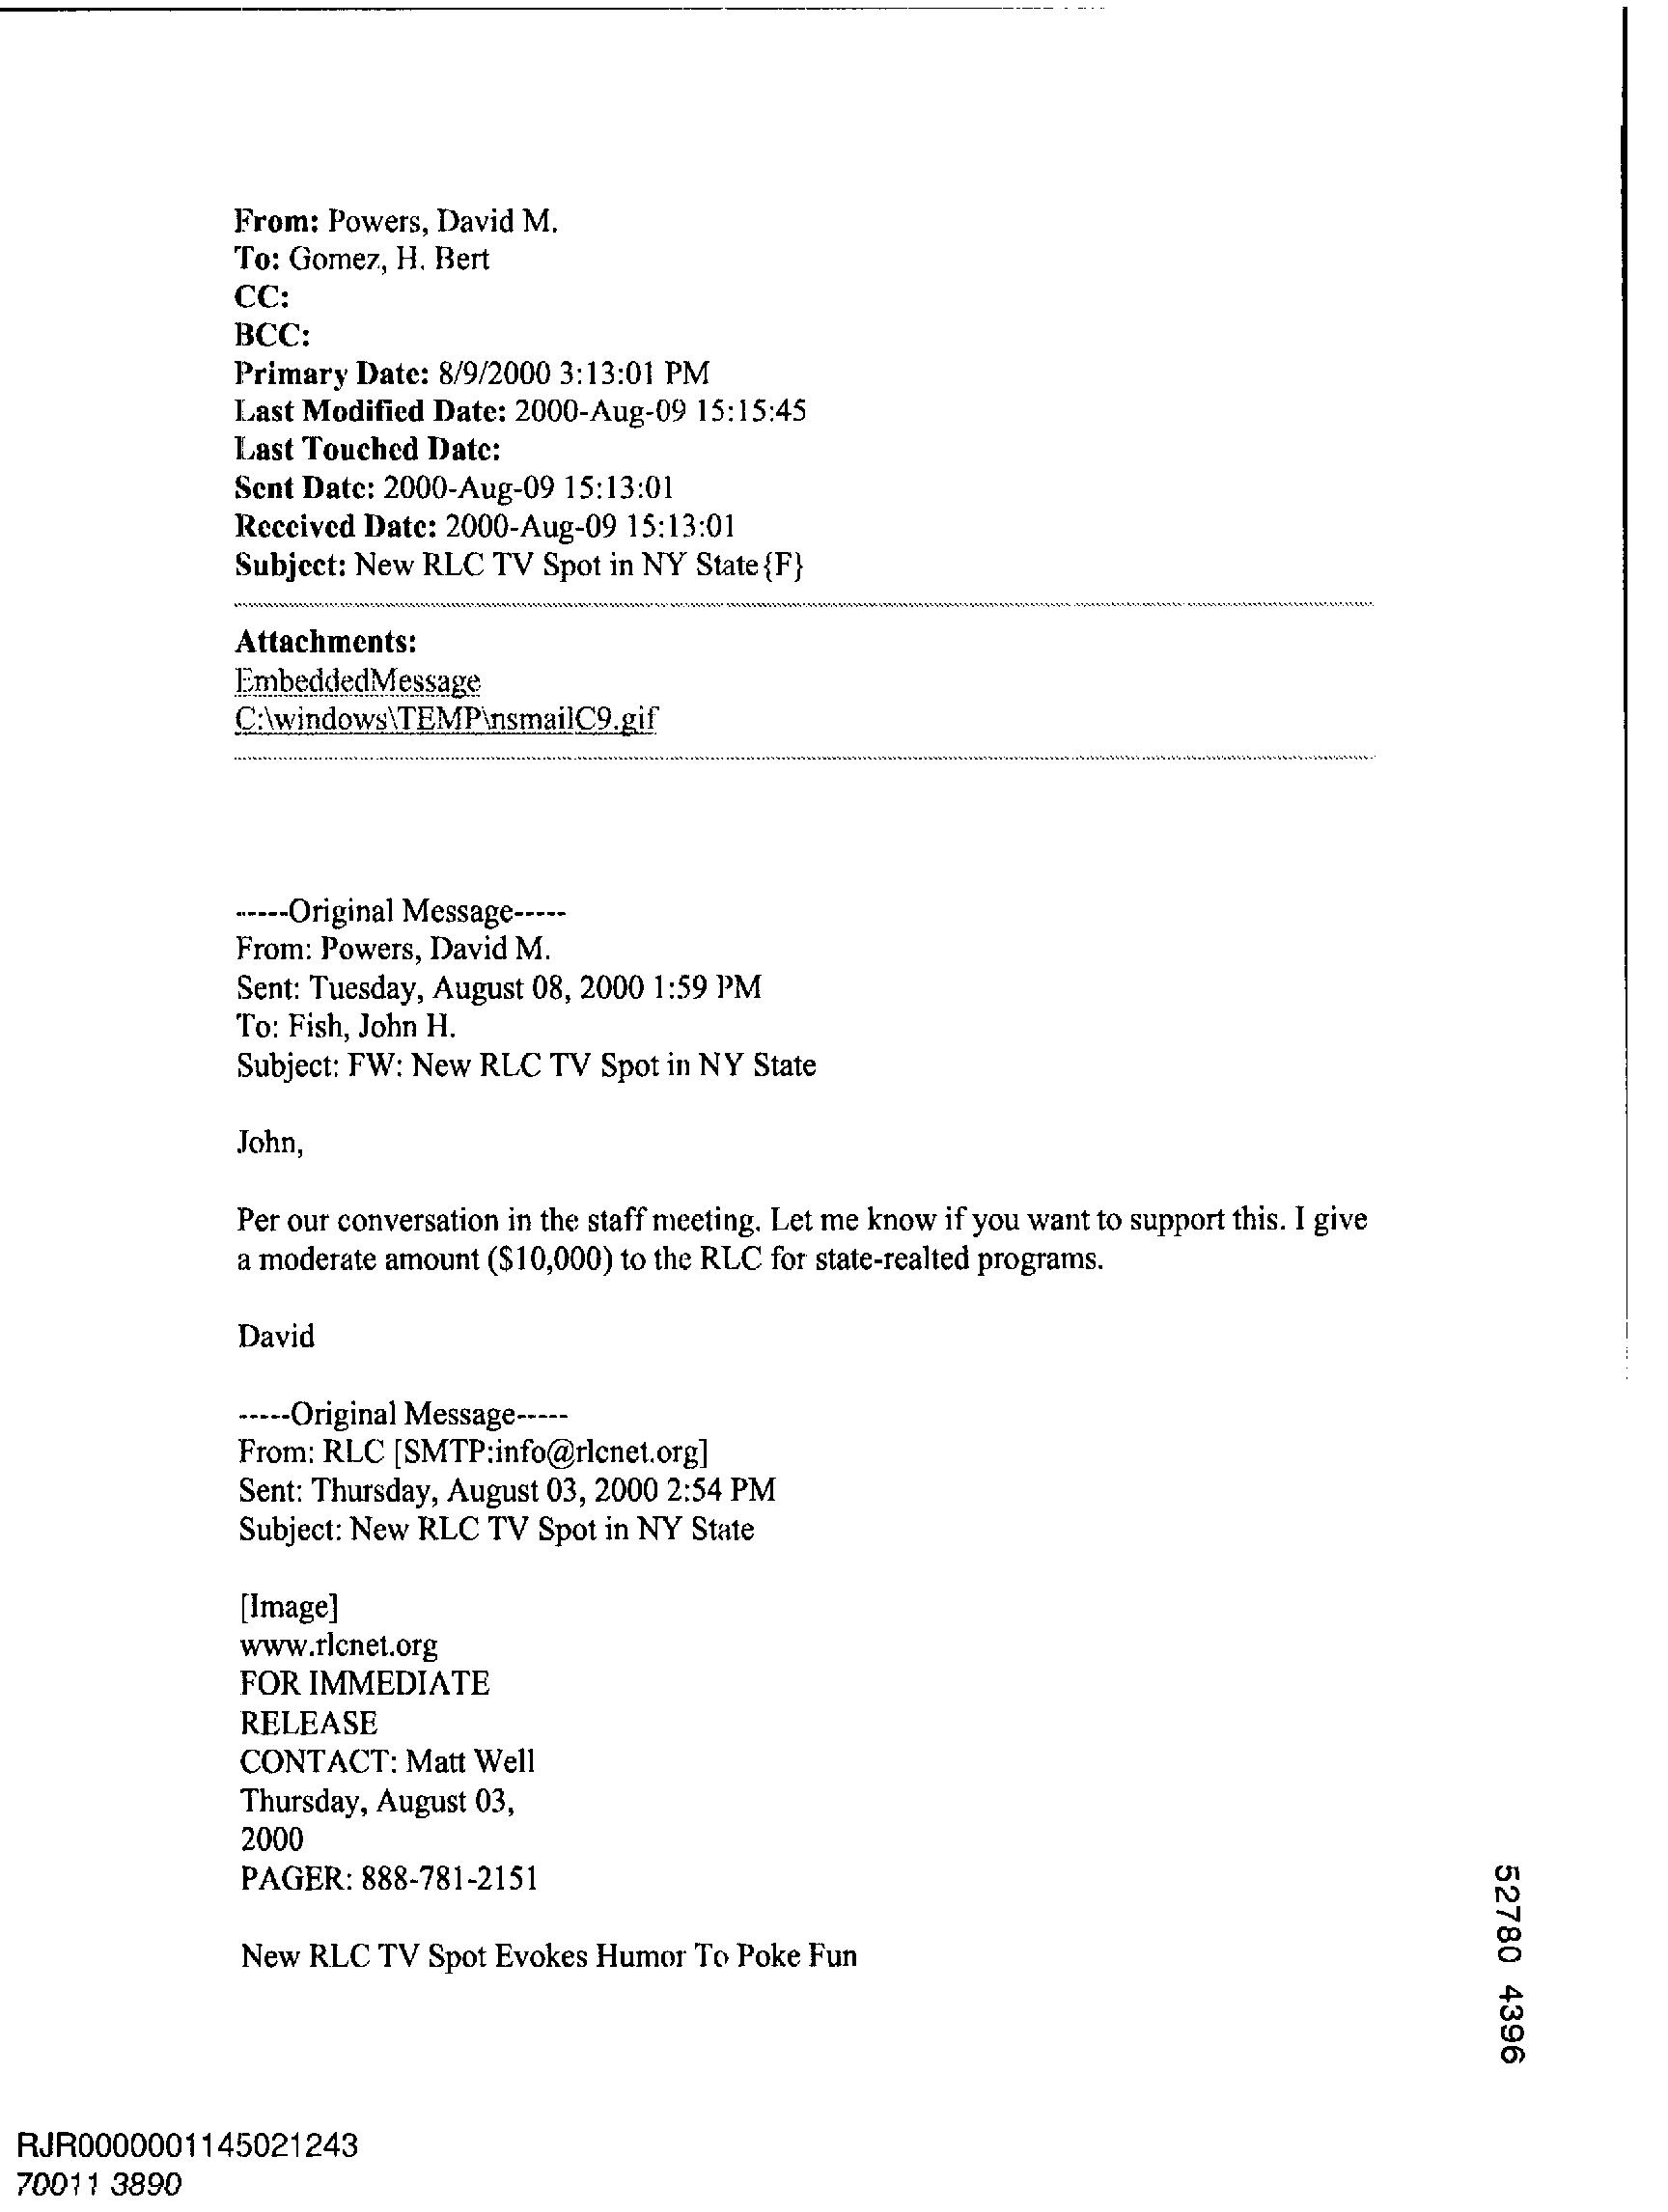 From: Powers, David M.
To: Gomez, H. Bert
CC:
BCC:
Primary Date: 8/9/2000 3:13:01 PM
Last Modified Date: 2000-Aug-09 15:15:45
Last Touched Date:
Sent Date: 2000-Aug-09 15:13:01
Received Date: 2000-Aug-09 15:13:01
Subject: New RLC TV Spot in NY State{F}
Attachments:
EmbeddedMessage
C:\windows\TEMP\nsmailC9.gif
------Original Message-----
From: Powers, David M.
Sent: Tuesday, August 08, 2000 1:59 PM
To: Fish, John H.
Subject: FW: New RLC TV Spot in NY State
John,
Per our conversation in the staff meeting. Let me know if you want to support this. I give
a moderate amount ($10,000) to the RLC for state-realted programs.
David
-----Original Message-----
From: RLC [SMTP:info@rlcnet.org]
Sent: Thursday, August 03, 2000 2:54 PM
Subject: New RLC TV Spot in NY State
[Image]
www.rlcnet.org
FOR IMMEDIATE
RELEASE
CONTACT: Matt Well
Thursday, August 03,
2000
PAGER: 888-781-2151
New RLC TV Spot Evokes Humor To Poke Fun
52780 4396
RJR0000001145021243
70011 3890